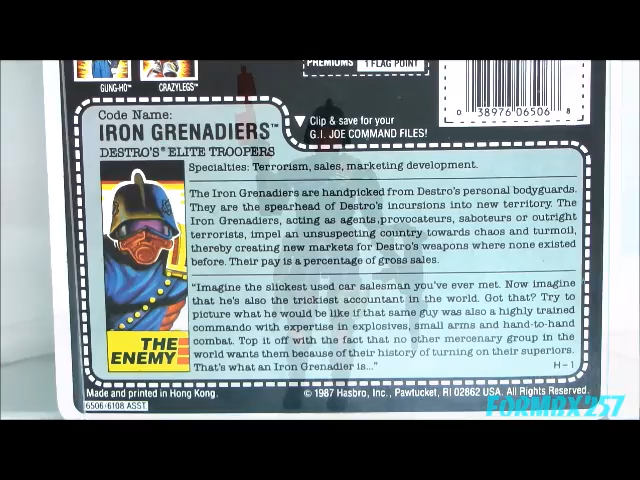 PREMIUMS
1 FLAG POINT
GUNG-HO™
CRAZYLEGS™
0 38976 06506 8
Code Name:
IRON GRENADIERS™
DESTRO'S® ELITE TROOPERS
▼ Clip & save for your
G.I. JOE COMMAND FILES!
Specialties: Terrorism, sales, marketing development.
The Iron Grenadiers are handpicked from Destro's personal bodyguards.
They are the spearhead of Destro's incursions into new territory. The
Iron Grenadiers, acting as agents,provocateurs, saboteurs or outright
terrorists, impel an unsuspecting country towards chaos and turmoil,
thereby creating new markets for Destro's weapons where none existed
before. Their pay is a percentage of gross sales.
"Imagine the slickest used car salesman you've ever met. Now imagine
that he's also the trickiest accountant in the world. Got that? Try to
picture what he would be like if that same guy was also a highly trained
commando with expertise in explosives, small arms and hand-to-hand
combat. Top it off with the fact that no other mercenary group in the
world wants them because of their history of turning on their superiors.
That's what an Iron Grenadier is..."
H-1
THE
ENEMY
Made and printed in Hong Kong.
© 1987 Hasbro, Inc., Pawtucket, RI 02862 USA. All Rights Reserved.
6506/6108 ASST.
FORMBX'257